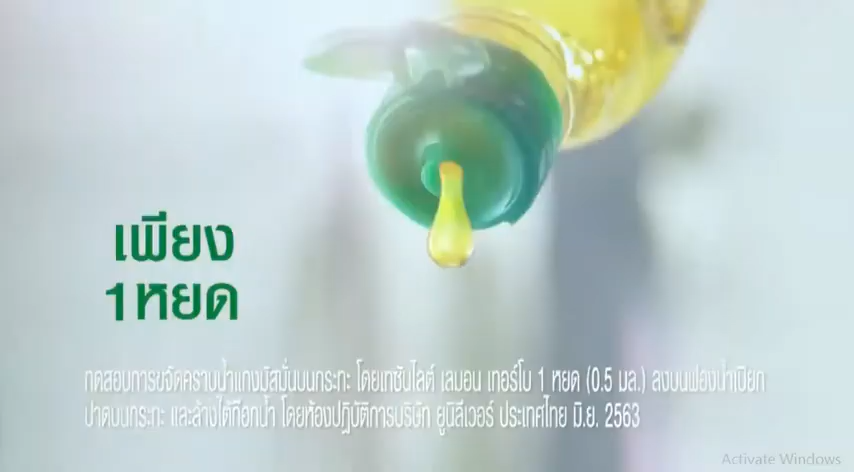 เพียง
1 หยด
ทดสอบการขจัดคราบน้ำแกงมัสมั่นบนกระทะ โดยเทซันไลต์ เลมอน เทอร์โบ 1 หยด (0.5 มล.) ลงบนฟองน้ำเปียก
ปาดบนกระทะ และล้างใต้ก๊อกน้ำ โดยห้องปฏิบัติการบริษัท ยูนิลีเวอร์ ประเทศไทย มิ.ย. 2563
Activate Windows